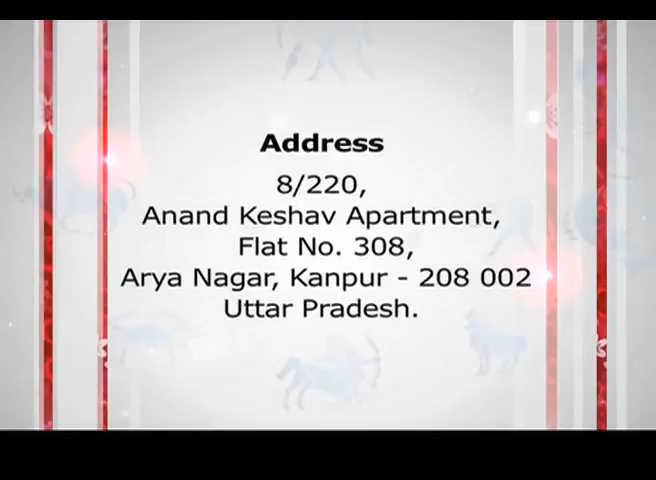 Address
8/220,
Anand Keshav Apartment,
Flat No. 308,
Arya Nagar, Kanpur - 208 002
Uttar Pradesh.